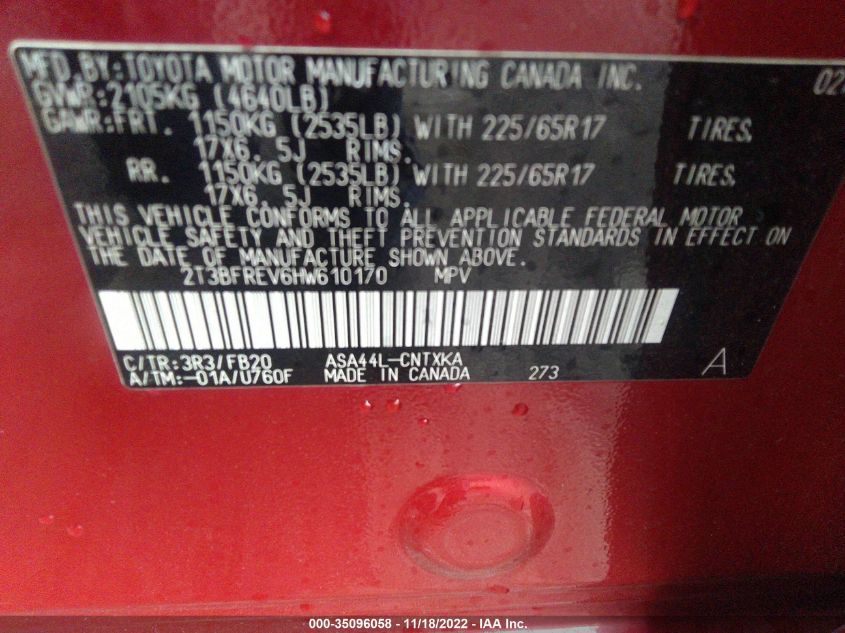 MFD.BY:TOYOTA MOTOR MANUFACTURING CANADA INC. 02
GVWR:2105KG (4640LB)
GAWR:FRT. 1150KG (2535LB) WITH 225/65R17 TIRES,
17X6.5J RIMS.
RR. 1150KG (2535LB) WITH 225/65R17 TIRES,
17X6.5J RIMS.
THIS VEHICLE CONFORMS TO ALL APPLICABLE FEDERAL MOTOR
VEHICLE SAFETY AND THEFT PREVENTION STANDARDS IN EFFECT ON
THE DATE OF MANUFACTURE SHOWN ABOVE.
2T3BFREV6HW610170 MPV
C/TR:3R3/FB20 ASA44L-CNTXKA
A/TM:-01A/U760F MADE IN CANADA 273 A
000-35096058 - 11/18/2022 - IAA Inc.